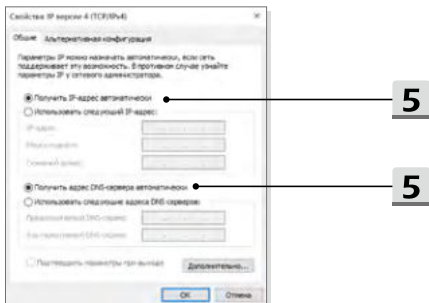 Свойства: IP версии 4 (TCP/IPv4)
Общие Альтернативная конфигурация
Параметры IP можно назначать автоматически, если сеть
поддерживает эту возможность. В противном случае узнайте
параметры IP у сетевого администратора.
Получить IP-адрес автоматически
5
Использовать следующий IP-адрес:
IP-адрес:
Маска подсети:
Основной шлюз:
Получить адрес DNS-сервера автоматически
5
Использовать следующие адреса DNS-серверов:
Предпочитаемый DNS-сервер:
Альтернативный DNS-сервер:
Подтвердить параметры при выходе
Дополнительно...
ОК Отмена